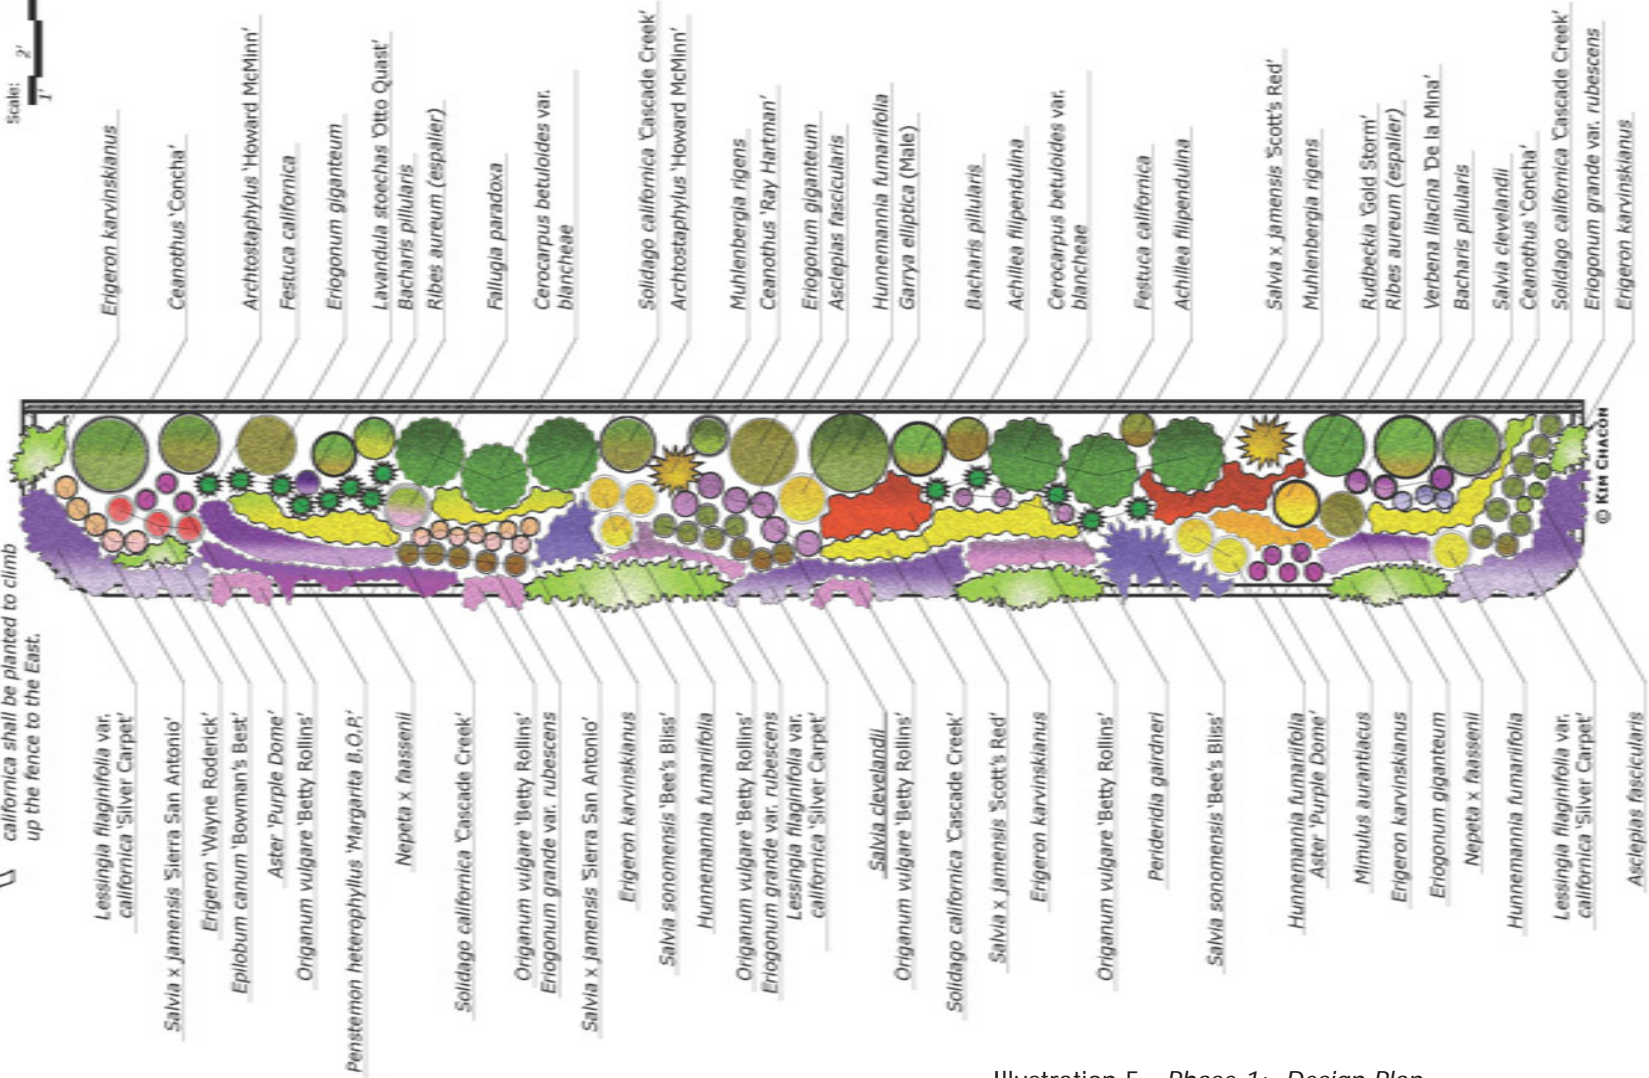 Scale:
1'
2'
californica shall be planted to climb
up the fence to the East.
Erigeron karvinskianus
Ceanothus 'Concha'
Archtostaphylus 'Howard McMinn'
Festuca californica
Eriogonum giganteum
Lavandula stoechas 'Otto Quast'
Bacharis pillularis
Ribes aureum (espalier)
Fallugia paradoxa
Cerocarpus betuloides var.
blancheae
Solidago californica 'Cascade Creek'
Archtostaphylus 'Howard McMinn'
Muhlenbergia rigens
Ceanothus 'Ray Hartman'
Eriogonum giganteum
Asclepias fascicularis
Hunnemannia fumariifolia
Garrya elliptica (Male)
Bacharis pillularis
Achillea filipendulina
Cerocarpus betuloides var.
blancheae
Festuca californica
Achillea filipendulina
Salvia x jamensis 'Scott's Red'
Muhlenbergia rigens
Rudbeckia 'Gold Storm'
Ribes aureum (espalier)
Verbena lilacina 'De la Mina'
Bacharis pillularis
Salvia clevelandii
Ceanothus 'Concha'
Solidago californica 'Cascade Creek'
Eriogonum grande var. rubescens
Erigeron karvinskianus
© KIM CHACON
Lessingia filaginifolia var.
californica 'Silver Carpet'
Salvia x jamensis 'Sierra San Antonio'
Erigeron 'Wayne Roderick'
Epilobum canum 'Bowman's Best'
Aster 'Purple Dome'
Origanum vulgare 'Betty Rollins'
Penstemon heterophyllus 'Margarita B.O.P.'
Nepeta x faassenii
Solidago californica 'Cascade Creek'
Origanum vulgare 'Betty Rollins'
Eriogonum grande var. rubescens
Salvia x jamensis 'Sierra San Antonio'
Erigeron karvinskianus
Salvia sonomensis 'Bee's Bliss'
Hunnemannia fumariifolia
Origanum vulgare 'Betty Rollins'
Eriogonum grande var. rubescens
Lessingia filaginifolia var.
californica 'Silver Carpet'
Salvia clevelandii
Origanum vulgare 'Betty Rollins'
Solidago californica 'Cascade Creek'
Salvia x jamensis 'Scott's Red'
Erigeron karvinskianus
Origanum vulgare 'Betty Rollins'
Perideridia gairdneri
Salvia sonomensis 'Bee's Bliss'
Hunnemannia fumariifolia
Aster 'Purple Dome'
Mimulus aurantiacus
Erigeron karvinskianus
Eriogonum giganteum
Nepeta x faassenii
Hunnemannia fumariifolia
Lessingia filaginifolia var.
californica 'Silver Carpet'
Asclepias fascicularis
Illustration 5 Phase 1: Design Plan